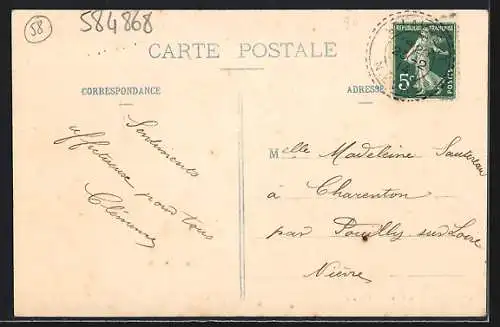 58
584868
CARTE POSTALE
REPUBLIQUE FRANÇAISE
5c
POSTES
CORRESPONDANCE
ADRESSE
Sentiments
affectueux pour tous
Clémence
Melle Madeleine Sautereau
à Charenton
par Pouilly sur Loire
Nièvre